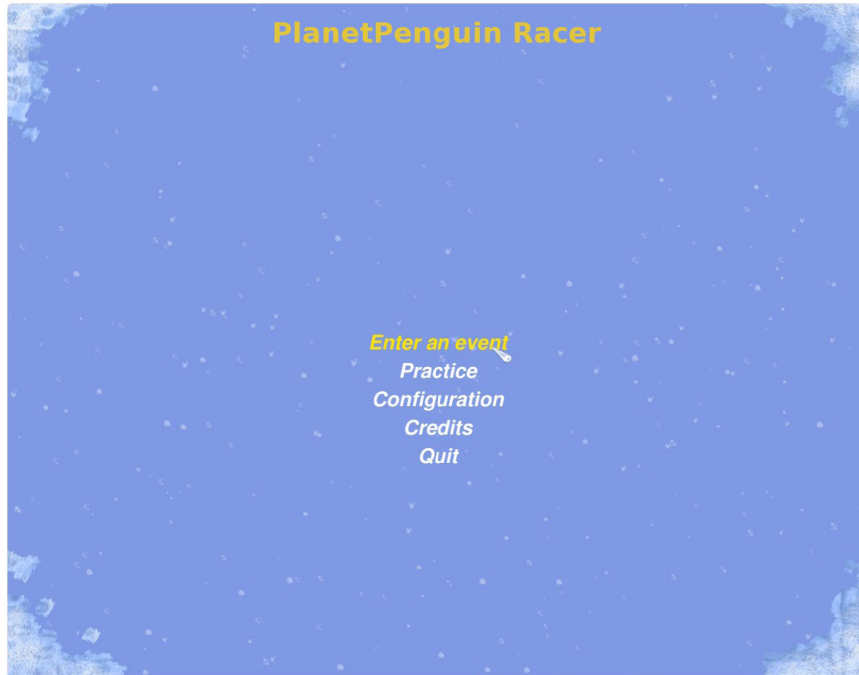 PlanetPenguin Racer
Enter an event
Practice
Configuration
Credits
Quit